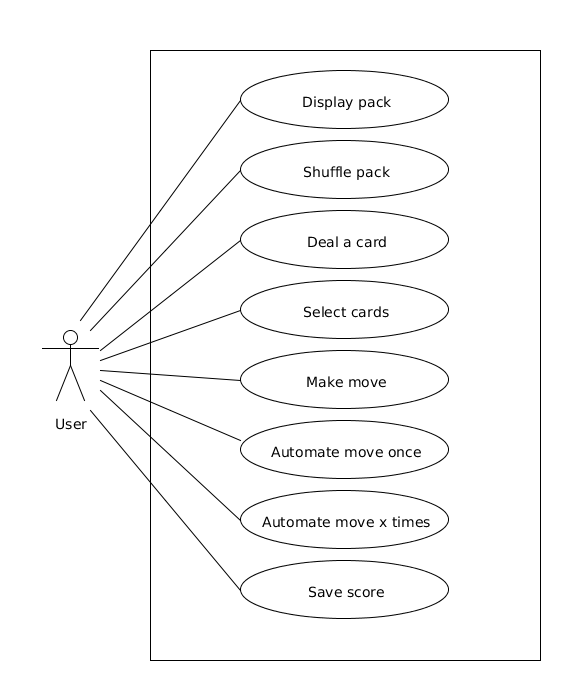 Display pack
Shuffle pack
Deal a card
Select cards
Make move
User
Automate move once
Automate move x times
Save score